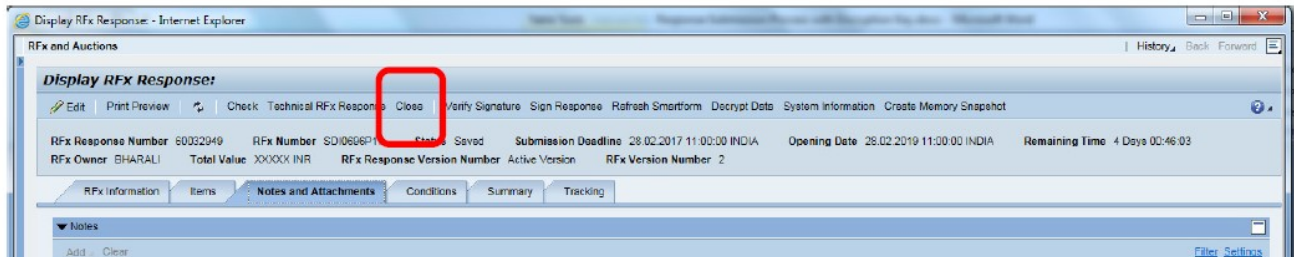 Display RFx Response: - Internet Explorer
RFx and Auctions
History Back Forward
Display RFx Response:
Edit Print Preview Check Technical RFx Response Close Verify Signature Sign Response Refresh Smartform Decrypt Data System Information Create Memory Snapshot
RFx Response Number 60032949 RFx Number SDI0696P1 Status Saved Submission Deadline 28.02.2017 11:00:00 INDIA Opening Date 28.02.2019 11:00:00 INDIA Remaining Time 4 Days 00:46:03
RFx Owner BHARALI Total Value XXXXX INR RFx Response Version Number Active Version RFx Version Number 2
RFx Information Items Notes and Attachments Conditions Summary Tracking
Notes
Add Clear Filter Settings